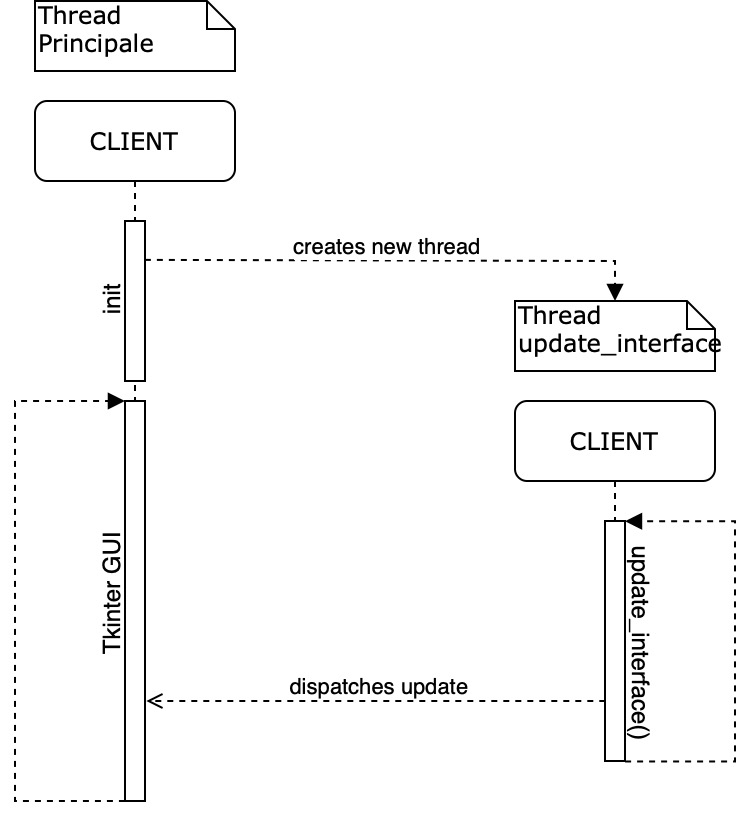 Thread
Principale
CLIENT
creates new thread
init
Thread
update_interface
CLIENT
Tkinter GUI
update_interface()
dispatches update